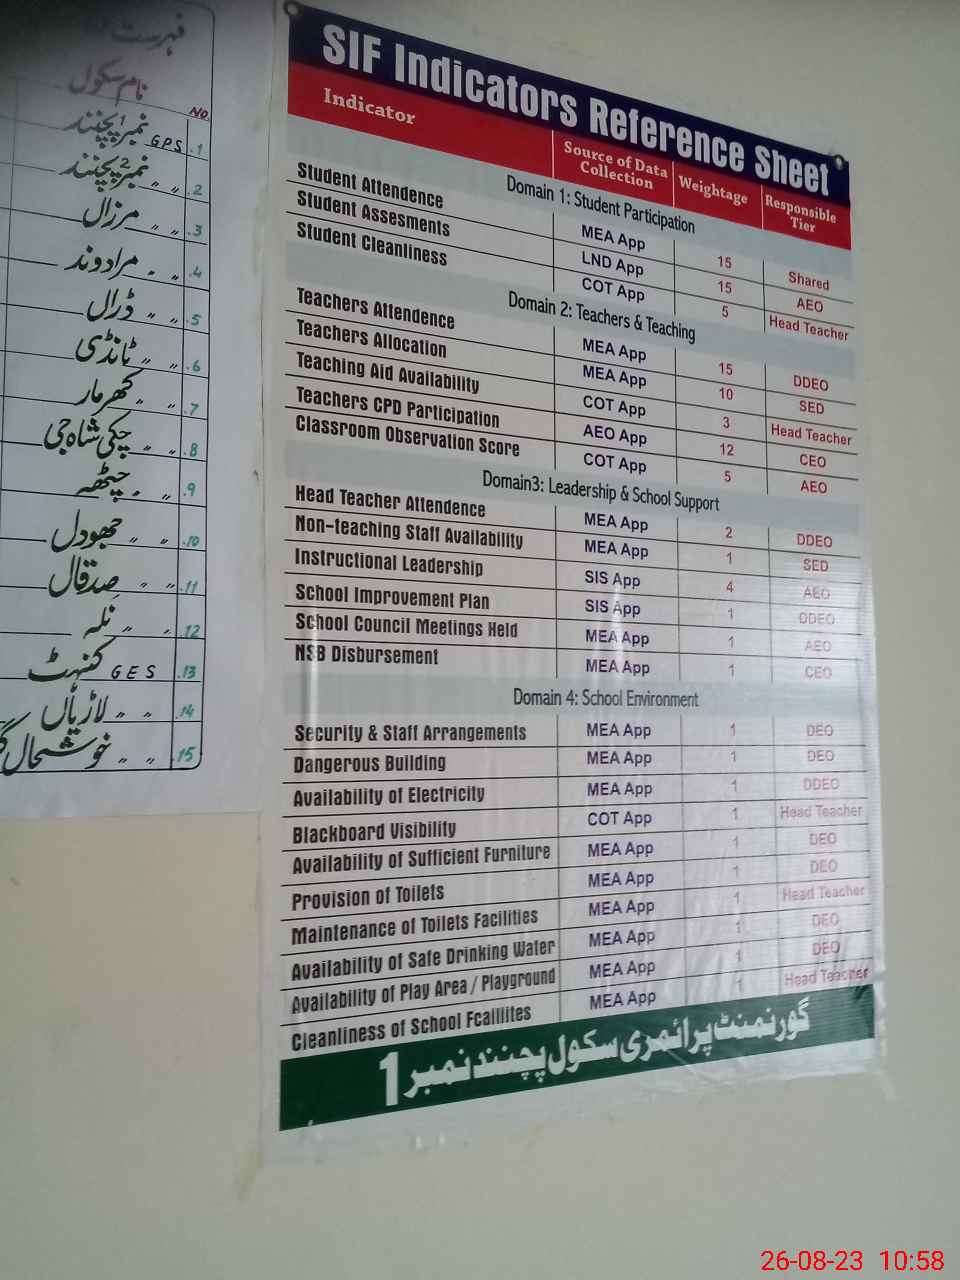 فہرست
نام سکول NO
نمبر1 پچنند GPS .1
نمبر2 پچنند 〃 〃 .2
مرزال 〃 〃 .3
مرادوند 〃 〃 .4
ڈرال 〃 〃 .5
ٹانڈی 〃 〃 .6
کھرمار 〃 〃 .7
چکی شاہ جی 〃 〃 .8
چٹھہ 〃 〃 .9
جھودل 〃 〃 .10
صدقال 〃 〃 .11
نلہ 〃 〃 .12
کنہٹ GES .13
لاڑیاں 〃 〃 .14
خوشحال 〃 〃 .15
SIF Indicators Reference Sheet
Indicator Source of Data Collection Weightage Responsible Tier
Domain 1: Student Participation
Student Attendence MEA App 15 Shared
Student Assesments LND App 15 AEO
Student Cleanliness COT App 5 Head Teacher
Domain 2: Teachers & Teaching
Teachers Attendence MEA App 15 DDEO
Teachers Allocation MEA App 10 SED
Teaching Aid Availability COT App 3 Head Teacher
Teachers CPD Participation AEO App 12 CEO
Classroom Observation Score COT App 5 AEO
Domain3: Leadership & School Support
Head Teacher Attendence MEA App 2 DDEO
Non-teaching Staff Availability MEA App 1 SED
Instructional Leadership SIS App 4 AEO
School Improvement Plan SIS App 1 DDEO
School Council Meetings Held MEA App 1 AEO
NSB Disbursement MEA App 1 CEO
Domain 4: School Environment
Security & Staff Arrangements MEA App 1 DEO
Dangerous Building MEA App 1 DEO
Availability of Electricity MEA App 1 DDEO
Blackboard Visibility COT App 1 Head Teacher
Availability of Sufficient Furniture MEA App 1 DEO
Provision of Toilets MEA App 1 DEO
Maintenance of Toilets Facilities MEA App 1 Head Teacher
Availability of Safe Drinking Water MEA App 1 DEO
Availability of Play Area / Playground MEA App 1 DEO
Cleanliness of School Fcaillites MEA App 1 Head Teacher
گورنمنٹ پرائمری سکول پچنند نمبر 1
26-08-23 10:58